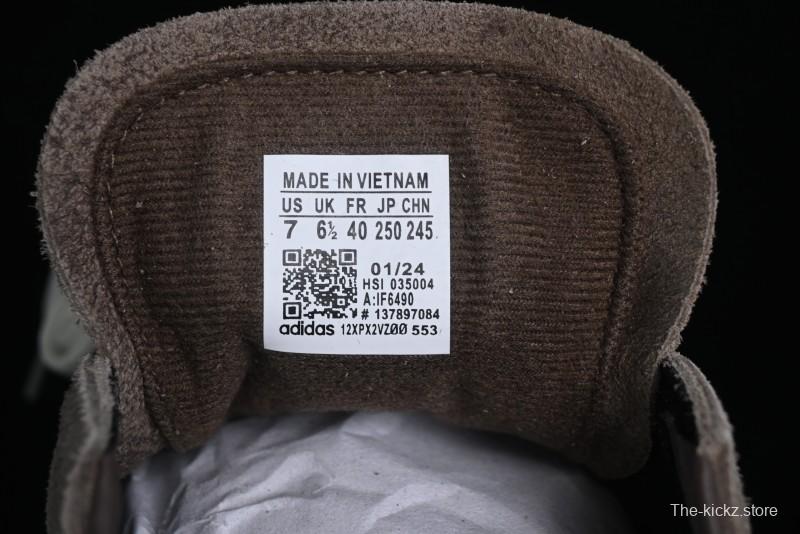 MADE IN VIETNAM
US UK FR JP CHN
7 6½ 40 250 245
01/24
HSI 035004
A:IF6490
# 137897084
adidas 12XPX2VZØØ 553
The-kickz.store